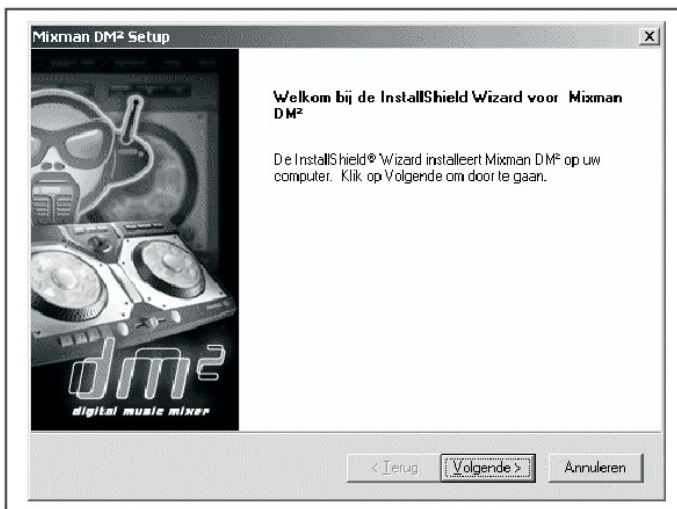 Mixman DM² Setup
Welkom bij de InstallShield Wizard voor Mixman
DM²
De InstallShield® Wizard installeert Mixman DM² op uw
computer. Klik op Volgende om door te gaan.
dm²
digital music mixer
< Terug Volgende > Annuleren